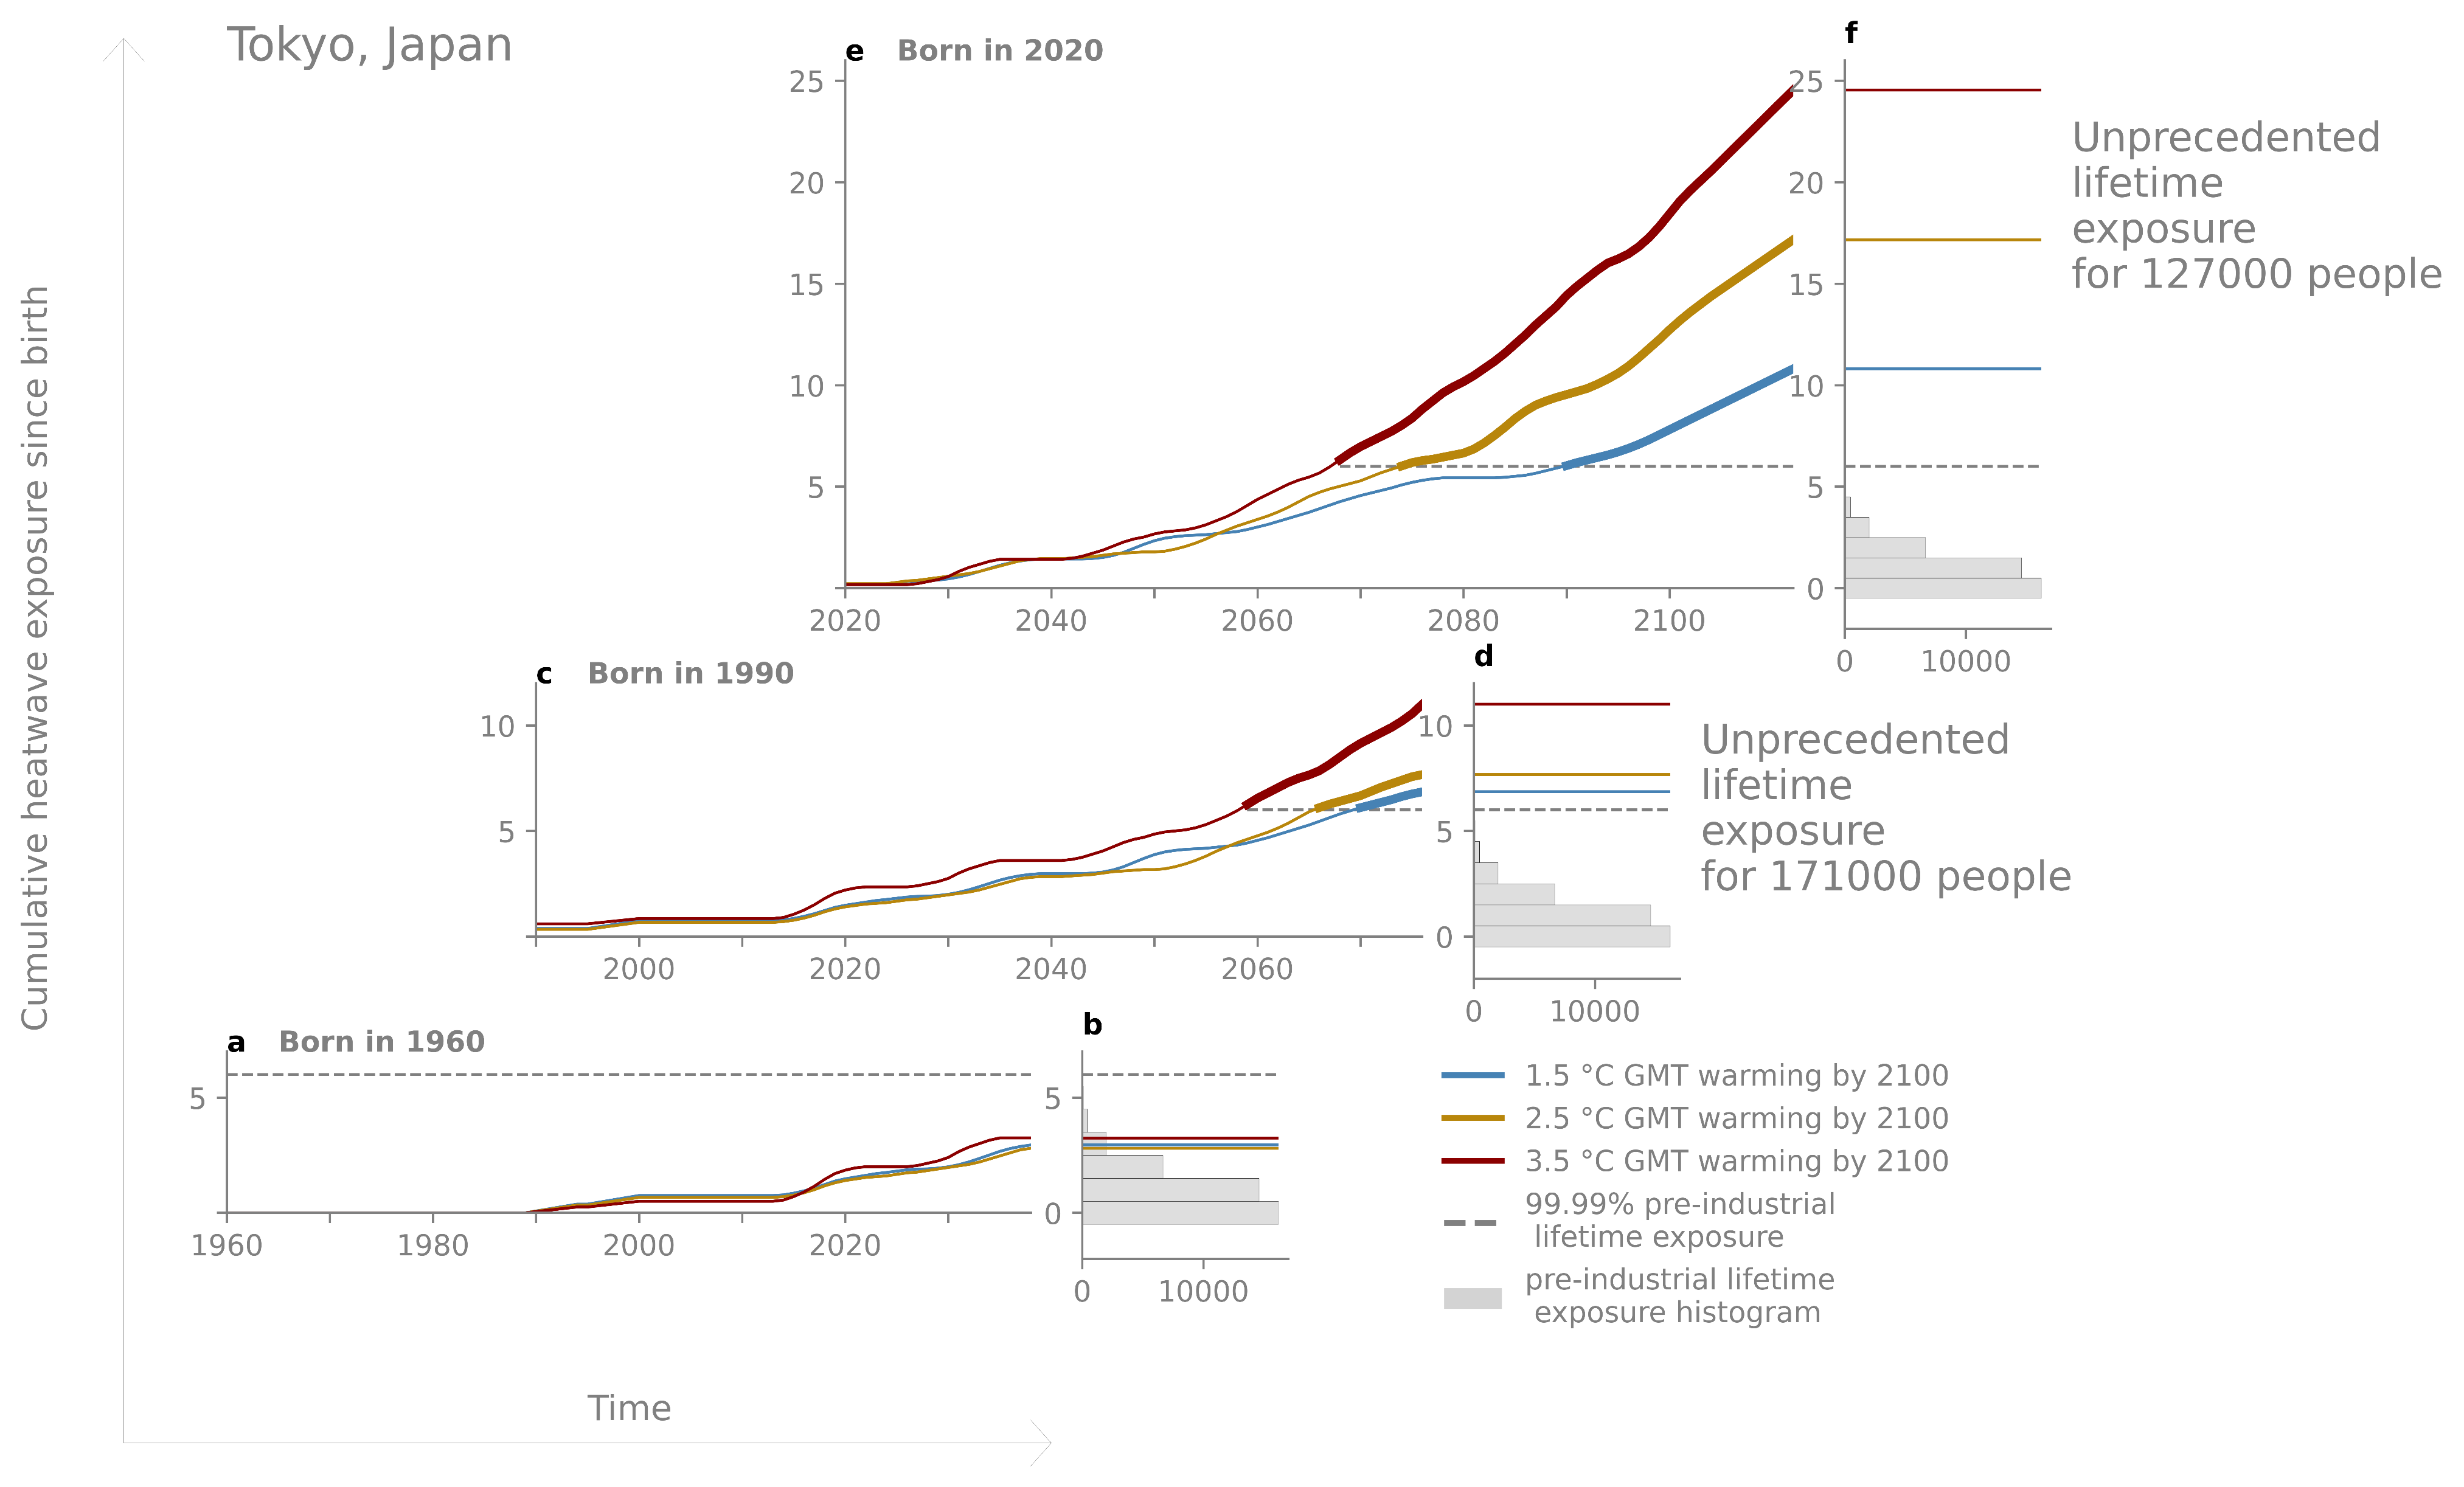 Tokyo, Japan
Cumulative heatwave exposure since birth
Time
e Born in 2020
25
20
15
10
5
2020 2040 2060 2080 2100
f
25
20
15
10
5
0
0 10000
Unprecedented
lifetime
exposure
for 127000 people
c Born in 1990
10
5
2000 2020 2040 2060
d
10
5
0
0 10000
Unprecedented
lifetime
exposure
for 171000 people
a Born in 1960
5
1960 1980 2000 2020
b
5
0
0 10000
1.5 °C GMT warming by 2100
2.5 °C GMT warming by 2100
3.5 °C GMT warming by 2100
99.99% pre-industrial
lifetime exposure
pre-industrial lifetime
exposure histogram